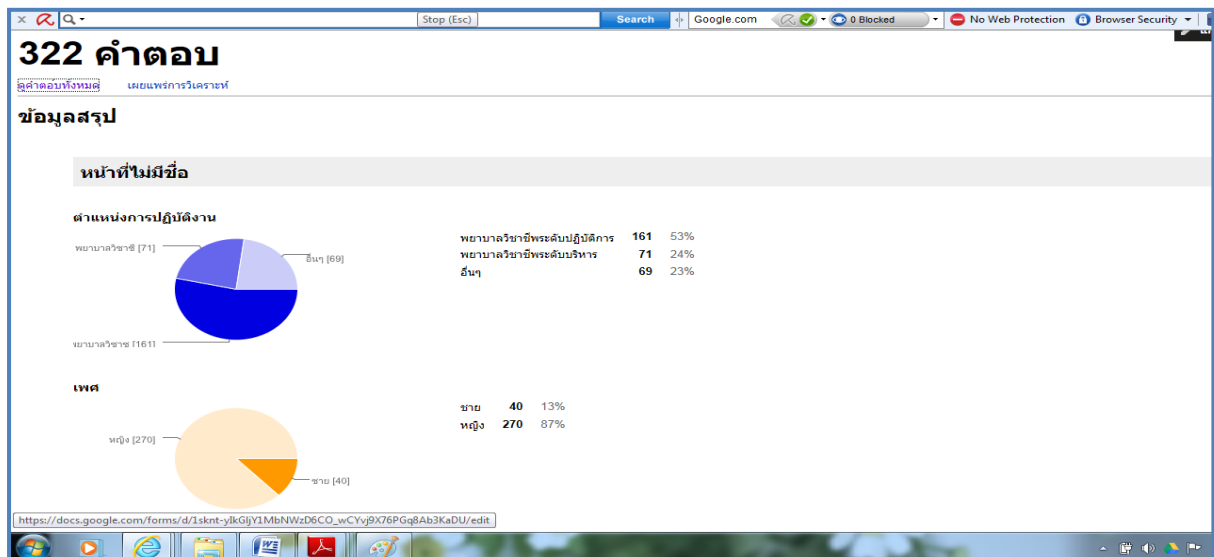 Stop (Esc) Search Google.com 0 Blocked No Web Protection Browser Security
322 คำตอบ
ดูคำตอบทั้งหมด เผยแพร่การวิเคราะห์
ข้อมูลสรุป
หน้าที่ไม่มีชื่อ
ตำแหน่งการปฏิบัติงาน
พยาบาลวิชาชี [71]
อื่นๆ [69]
พยาบาลวิชาช [161]
พยาบาลวิชาชีพระดับปฏิบัติการ 161 53%
พยาบาลวิชาชีพระดับบริหาร 71 24%
อื่นๆ 69 23%
เพศ
หญิง [270]
ชาย [40]
ชาย 40 13%
หญิง 270 87%
https://docs.google.com/forms/d/1sknt-ylkGljY1MbNWzD6CO_wCYvj9X76PGq8Ab3KaDU/edit